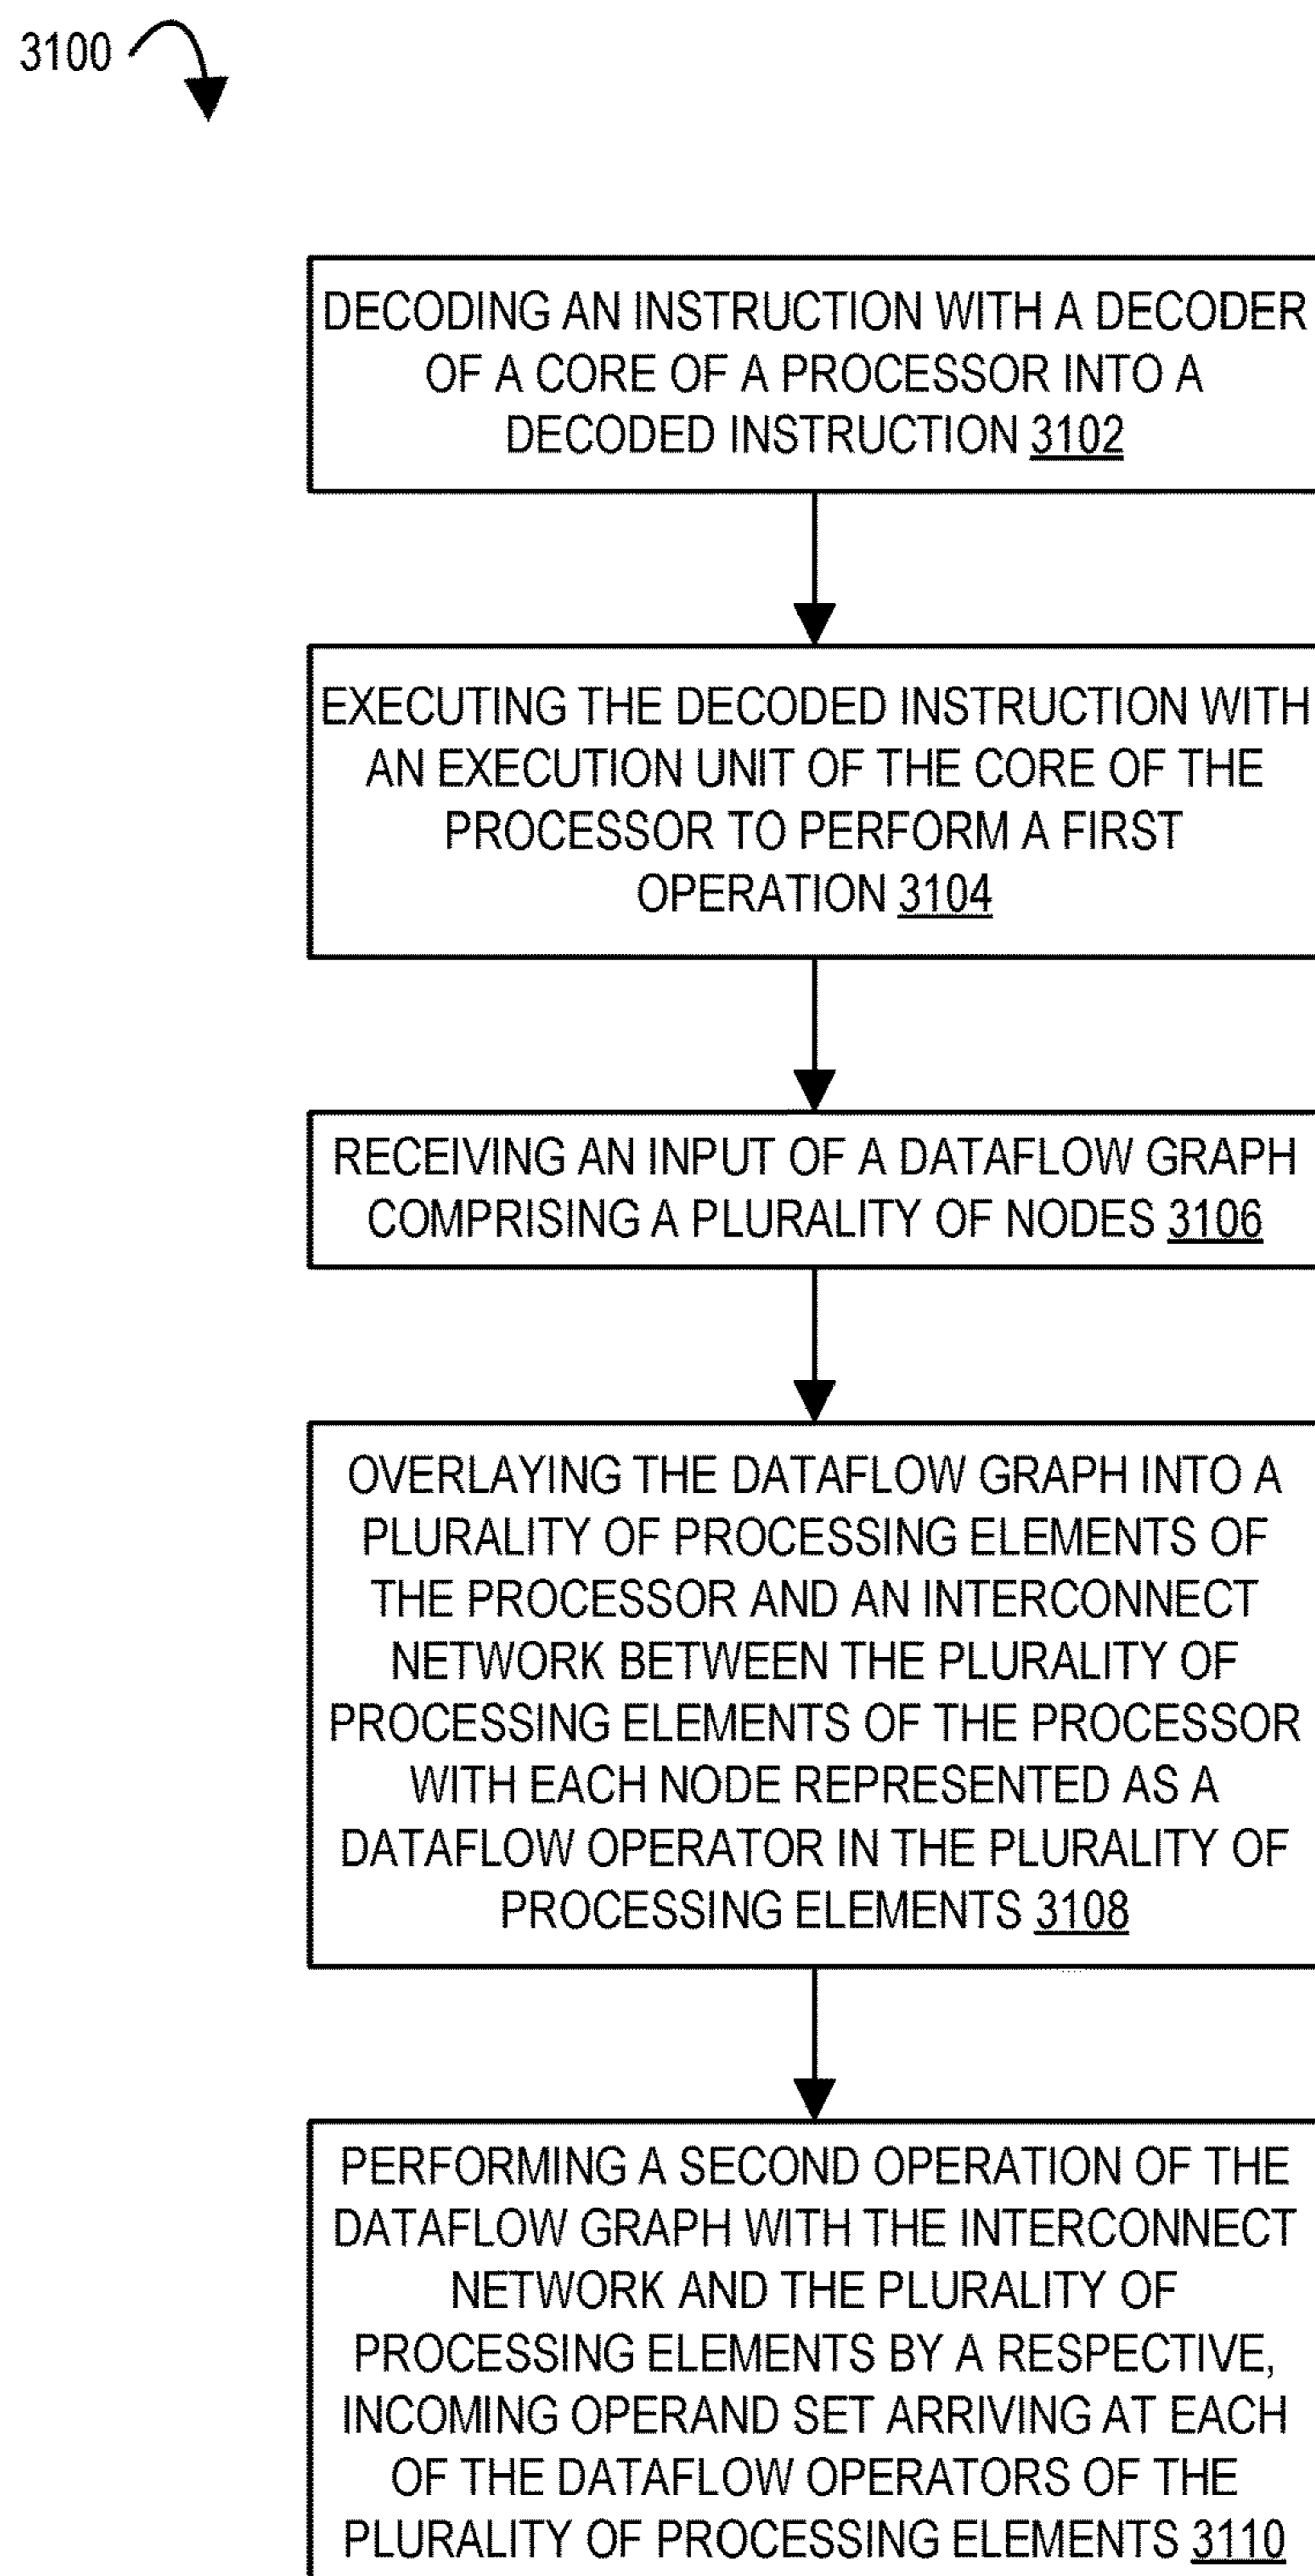 3100
DECODING AN INSTRUCTION WITH A DECODER
OF A CORE OF A PROCESSOR INTO A
DECODED INSTRUCTION 3102
EXECUTING THE DECODED INSTRUCTION WITH
AN EXECUTION UNIT OF THE CORE OF THE
PROCESSOR TO PERFORM A FIRST
OPERATION 3104
RECEIVING AN INPUT OF A DATAFLOW GRAPH
COMPRISING A PLURALITY OF NODES 3106
OVERLAYING THE DATAFLOW GRAPH INTO A
PLURALITY OF PROCESSING ELEMENTS OF
THE PROCESSOR AND AN INTERCONNECT
NETWORK BETWEEN THE PLURALITY OF
PROCESSING ELEMENTS OF THE PROCESSOR
WITH EACH NODE REPRESENTED AS A
DATAFLOW OPERATOR IN THE PLURALITY OF
PROCESSING ELEMENTS 3108
PERFORMING A SECOND OPERATION OF THE
DATAFLOW GRAPH WITH THE INTERCONNECT
NETWORK AND THE PLURALITY OF
PROCESSING ELEMENTS BY A RESPECTIVE,
INCOMING OPERAND SET ARRIVING AT EACH
OF THE DATAFLOW OPERATORS OF THE
PLURALITY OF PROCESSING ELEMENTS 3110